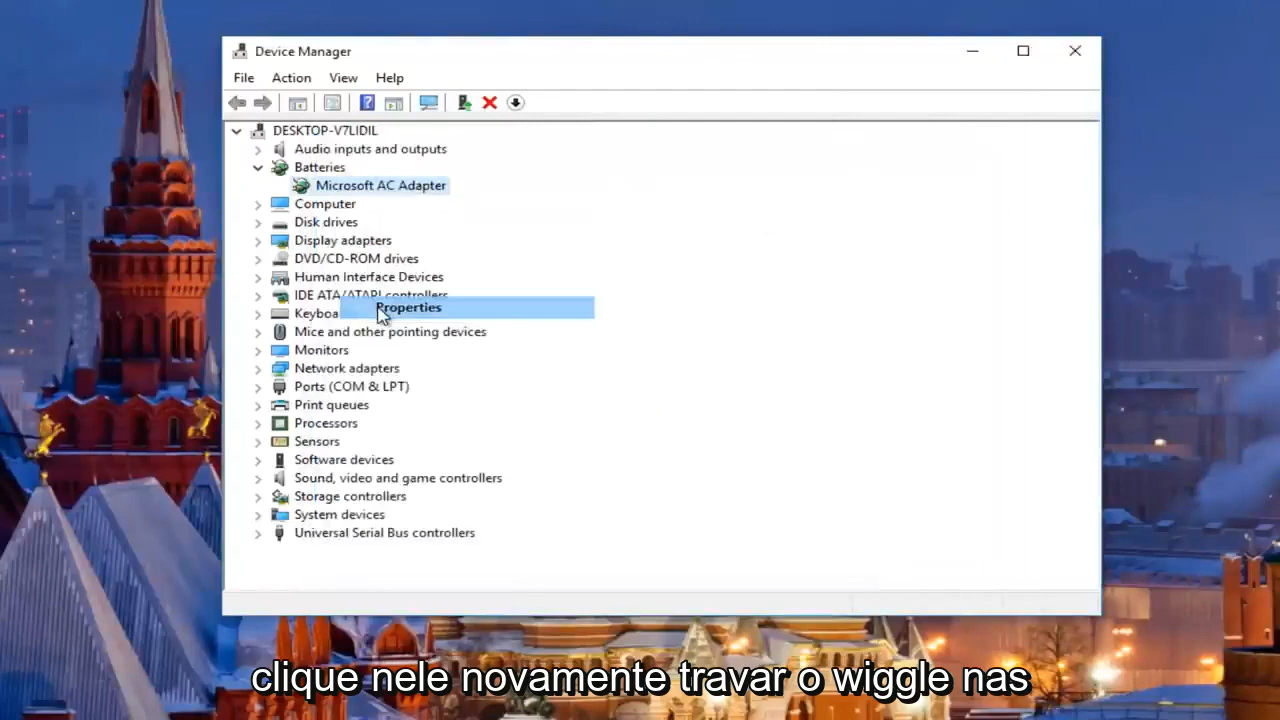 Device Manager
File Action View Help
DESKTOP-V7LIDIL
Audio inputs and outputs
Batteries
Microsoft AC Adapter
Computer
Disk drives
Display adapters
DVD/CD-ROM drives
Human Interface Devices
IDE ATA/ATAPI controllers
Properties
Keyboa
Mice and other pointing devices
Monitors
Network adapters
Ports (COM & LPT)
Print queues
Processors
Sensors
Software devices
Sound, video and game controllers
Storage controllers
System devices
Universal Serial Bus controllers
clique nele novamente travar o wiggle nas